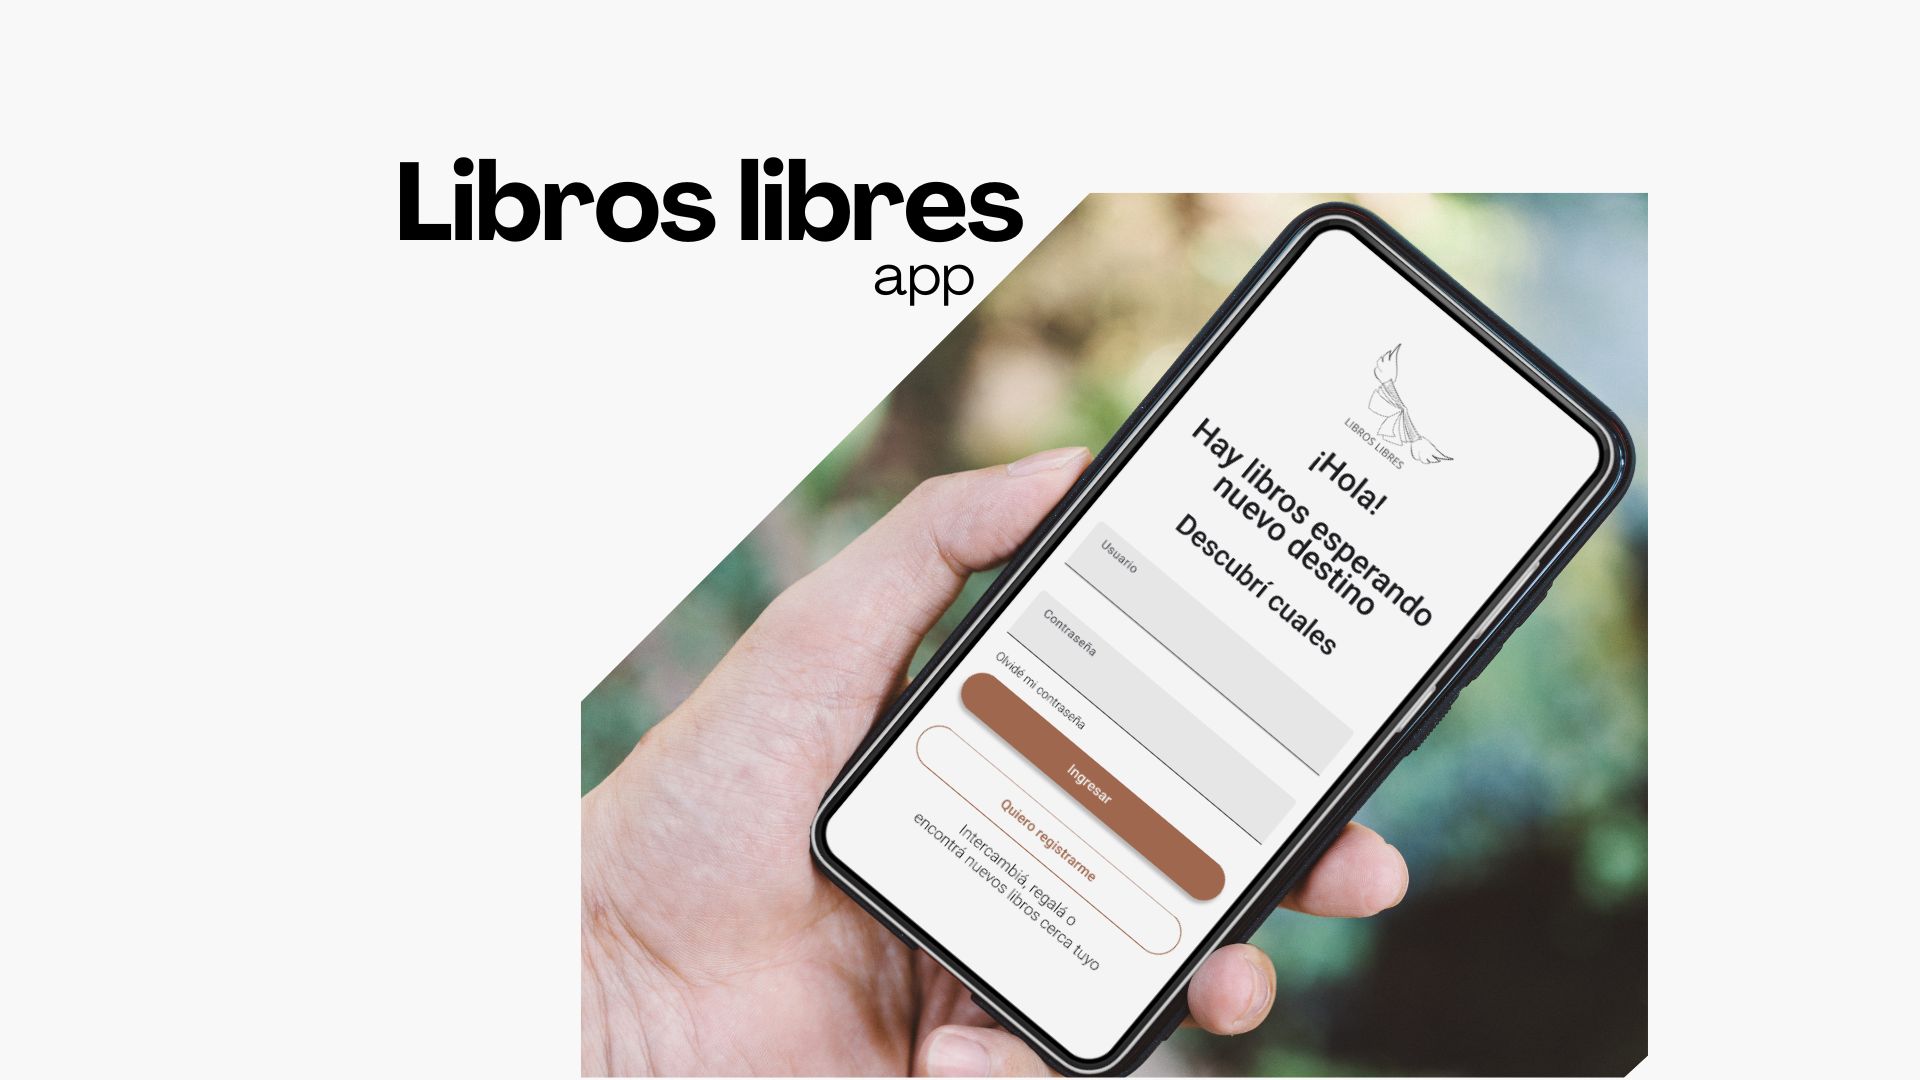 Libros libres
app
LIBROS LIBRES
¡Hola!
Hay libros esperando
nuevo destino
Descubrí cuales
Usuario
Contraseña
Olvidé mi contraseña
Ingresar
Quiero registrarme
Intercambiá, regalá o
encontrá nuevos libros cerca tuyo